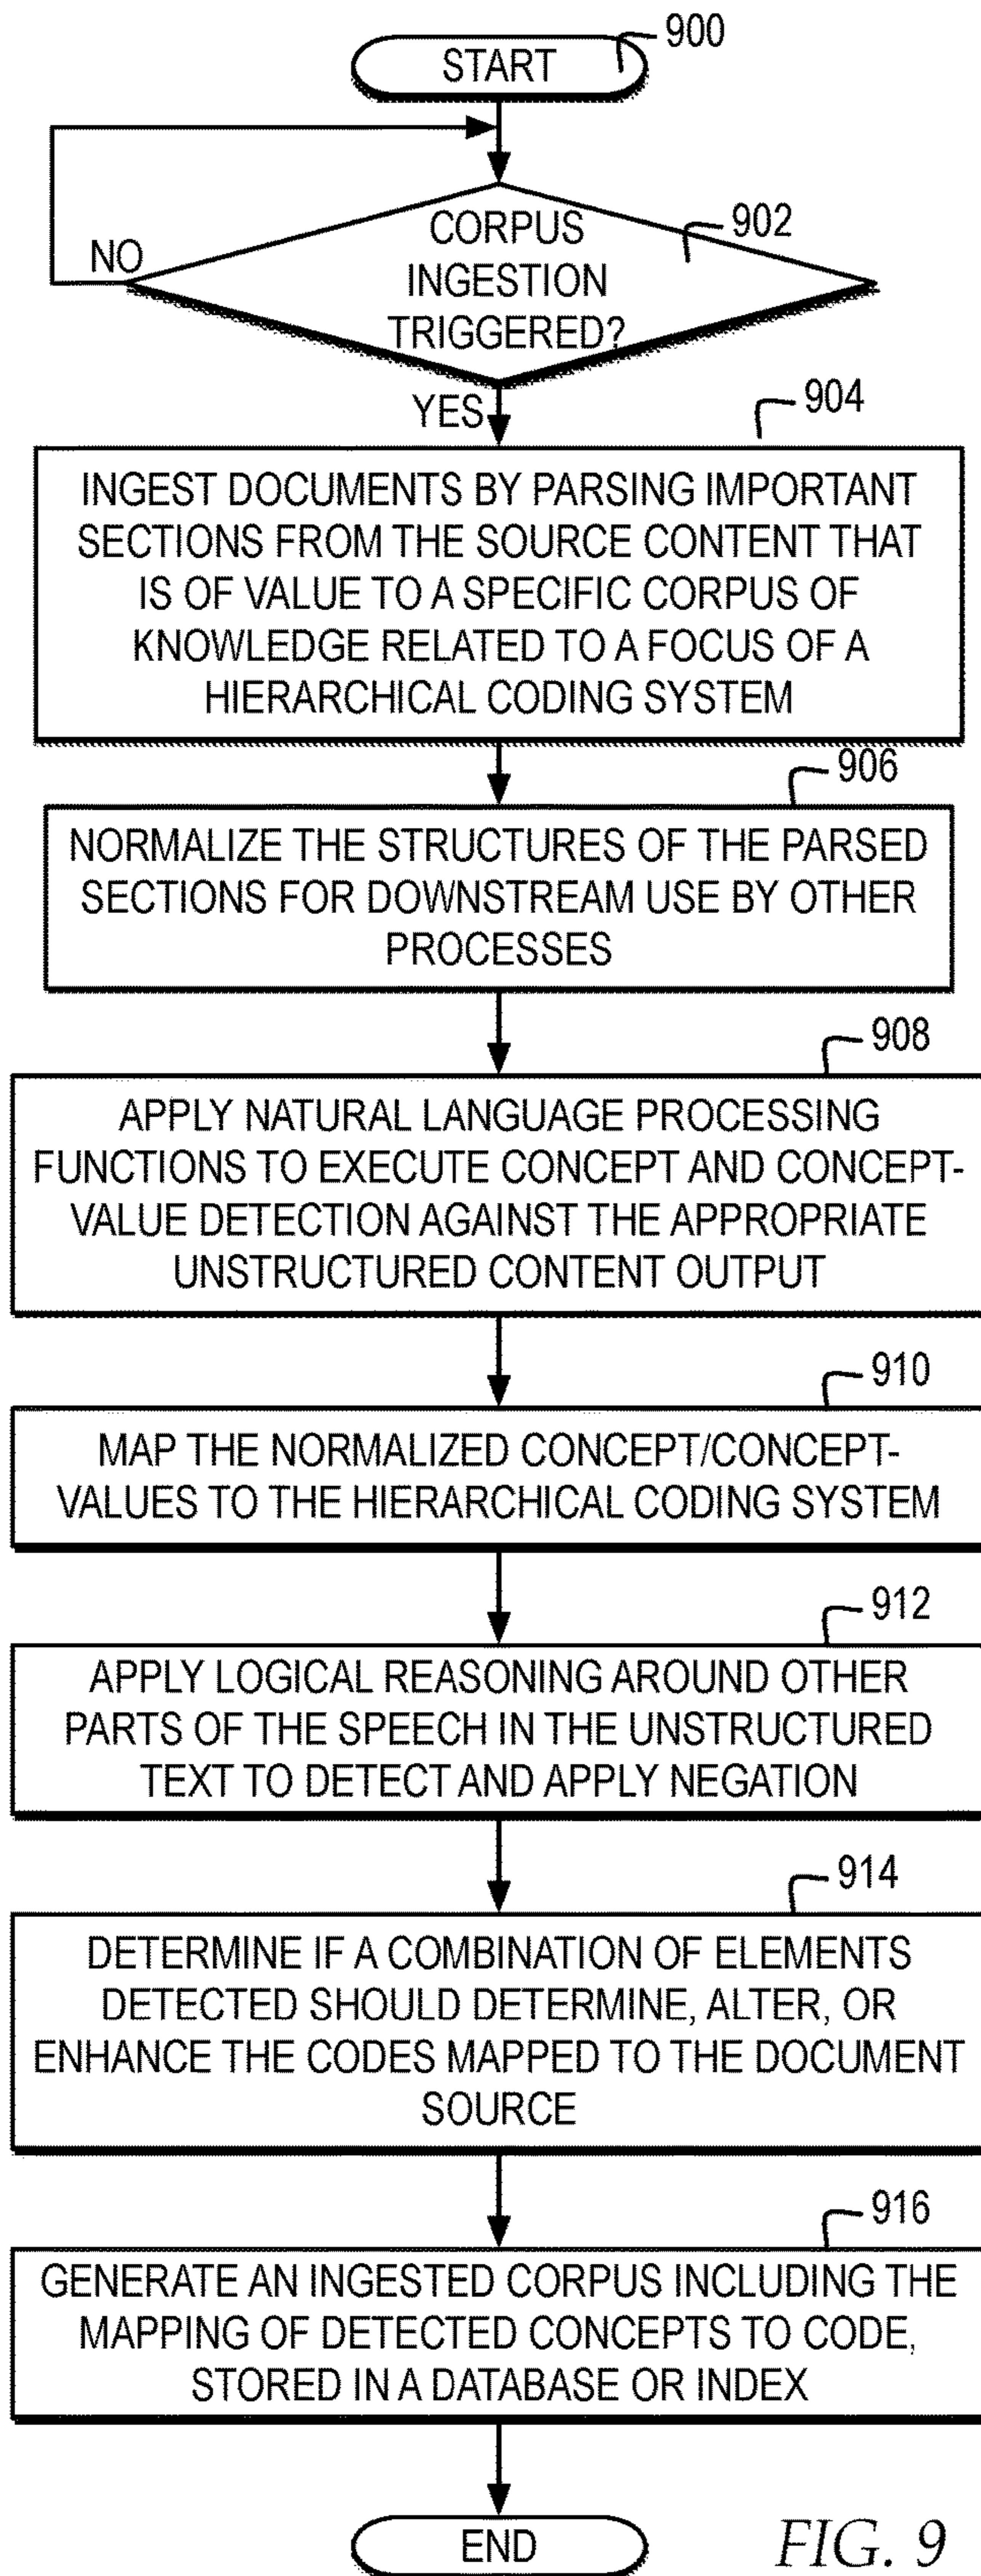 START
900
CORPUS
INGESTION
TRIGGERED?
902
NO
YES
904
INGEST DOCUMENTS BY PARSING IMPORTANT
SECTIONS FROM THE SOURCE CONTENT THAT
IS OF VALUE TO A SPECIFIC CORPUS OF
KNOWLEDGE RELATED TO A FOCUS OF A
HIERARCHICAL CODING SYSTEM
906
NORMALIZE THE STRUCTURES OF THE PARSED
SECTIONS FOR DOWNSTREAM USE BY OTHER
PROCESSES
908
APPLY NATURAL LANGUAGE PROCESSING
FUNCTIONS TO EXECUTE CONCEPT AND CONCEPT-
VALUE DETECTION AGAINST THE APPROPRIATE
UNSTRUCTURED CONTENT OUTPUT
910
MAP THE NORMALIZED CONCEPT/CONCEPT-
VALUES TO THE HIERARCHICAL CODING SYSTEM
912
APPLY LOGICAL REASONING AROUND OTHER
PARTS OF THE SPEECH IN THE UNSTRUCTURED
TEXT TO DETECT AND APPLY NEGATION
914
DETERMINE IF A COMBINATION OF ELEMENTS
DETECTED SHOULD DETERMINE, ALTER, OR
ENHANCE THE CODES MAPPED TO THE DOCUMENT
SOURCE
916
GENERATE AN INGESTED CORPUS INCLUDING THE
MAPPING OF DETECTED CONCEPTS TO CODE,
STORED IN A DATABASE OR INDEX
END
FIG. 9